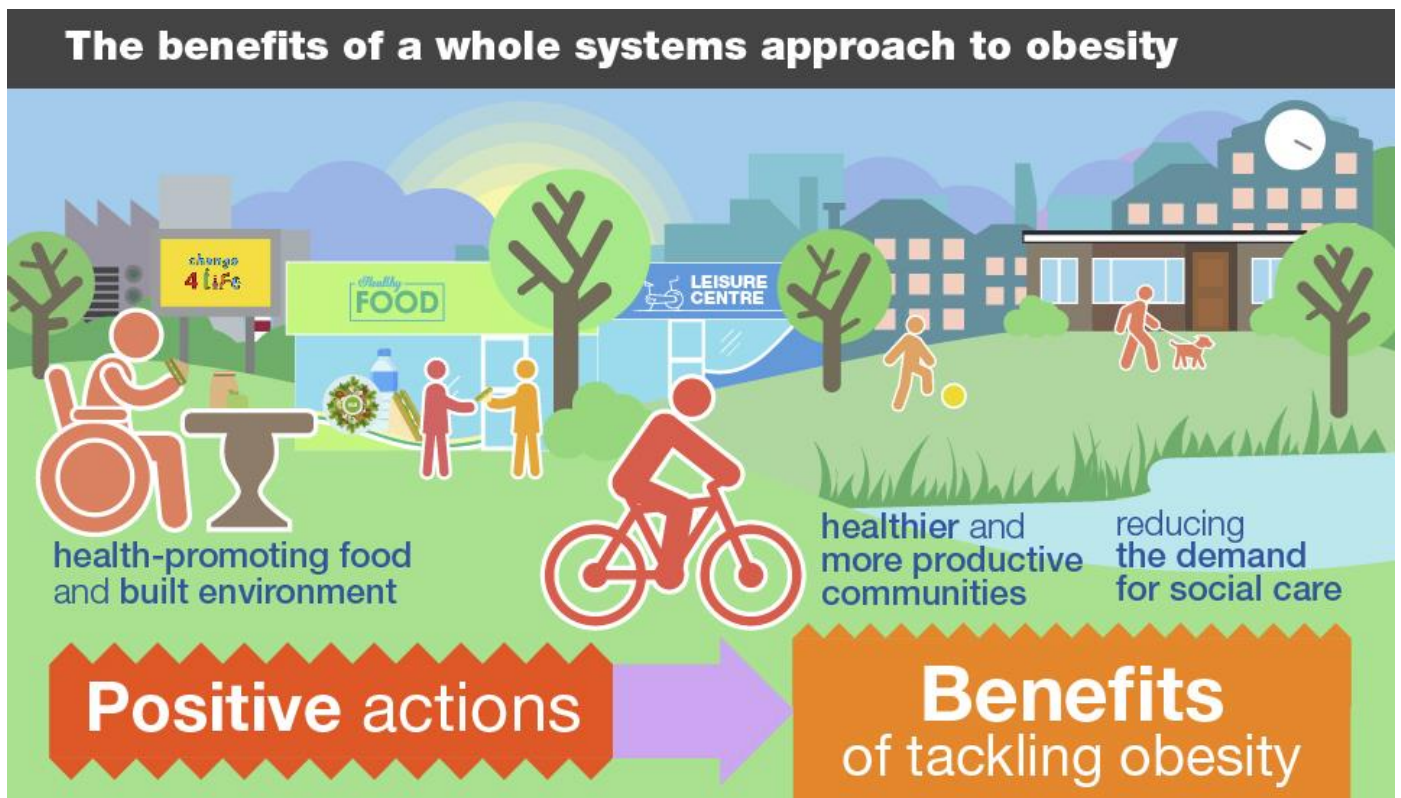 The benefits of a whole systems approach to obesity
change
4 Life
Healthy
FOOD
LEISURE
CENTRE
health-promoting food
and built environment
healthier and
more productive
communities
reducing
the demand
for social care
Positive actions
Benefits
of tackling obesity